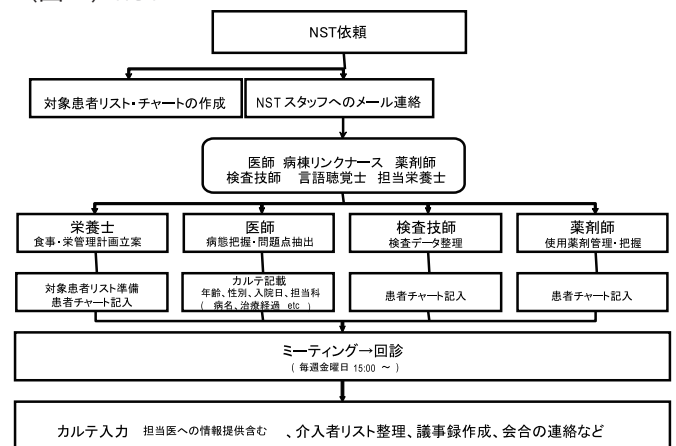 NST依頼
対象患者リスト・チャートの作成
NSTスタッフへのメール連絡
医師 病棟リンクナース 薬剤師
検査技師 言語聴覚士 担当栄養士
栄養士
食事・栄管理計画立案
医師
病態把握・問題点抽出
検査技師
検査データ整理
薬剤師
使用薬剤管理・把握
対象患者リスト準備
患者チャート記入
カルテ記載
年齢、性別、入院日、担当科
( 病名、治療経過 etc )
患者チャート記入
患者チャート記入
ミーティング→回診
( 毎週金曜日 15:00 ~ )
カルテ入力 担当医への情報提供含む 、介入者リスト整理、議事録作成、会合の連絡など